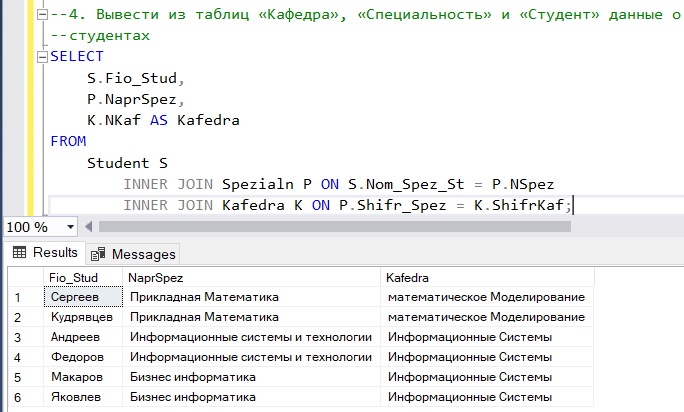 --4. Вывести из таблиц «Кафедра», «Специальность» и «Студент» данные о
--студентах
SELECT
S.Fio_Stud,
P.NaprSpez,
K.NKaf AS Kafedra
FROM
Student S
INNER JOIN Spezialn P ON S.Nom_Spez_St = P.NSpez
INNER JOIN Kafedra K ON P.Shifr_Spez = K.ShifrKaf;
100 %
Results Messages
Fio_Stud NaprSpez Kafedra
1 Сергеев Прикладная Математика математическое Моделирование
2 Кудрявцев Прикладная Математика математическое Моделирование
3 Андреев Информационные системы и технологии Информационные Системы
4 Федоров Информационные системы и технологии Информационные Системы
5 Макаров Бизнес информатика Информационные Системы
6 Яковлев Бизнес информатика Информационные Системы